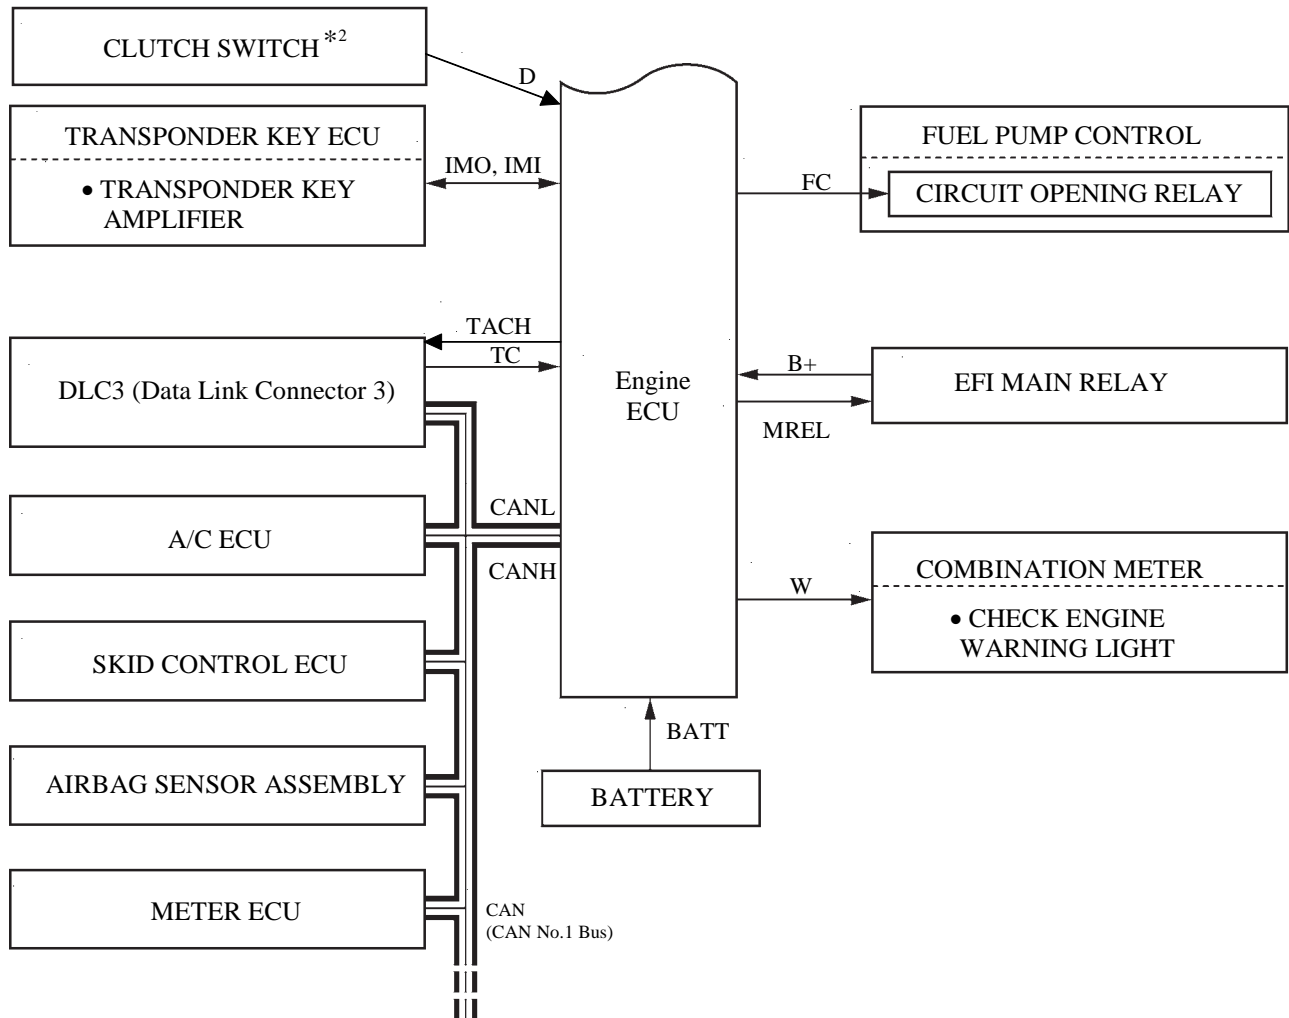 CLUTCH SWITCH*2
D
TRANSPONDER KEY ECU
• TRANSPONDER KEY
AMPLIFIER
IMO, IMI
FUEL PUMP CONTROL
CIRCUIT OPENING RELAY
FC
TACH
TC
DLC3 (Data Link Connector 3)
Engine
ECU
B+
MREL
EFI MAIN RELAY
CANL
CANH
A/C ECU
COMBINATION METER
• CHECK ENGINE
WARNING LIGHT
W
SKID CONTROL ECU
BATT
BATTERY
AIRBAG SENSOR ASSEMBLY
METER ECU
CAN
(CAN No.1 Bus)